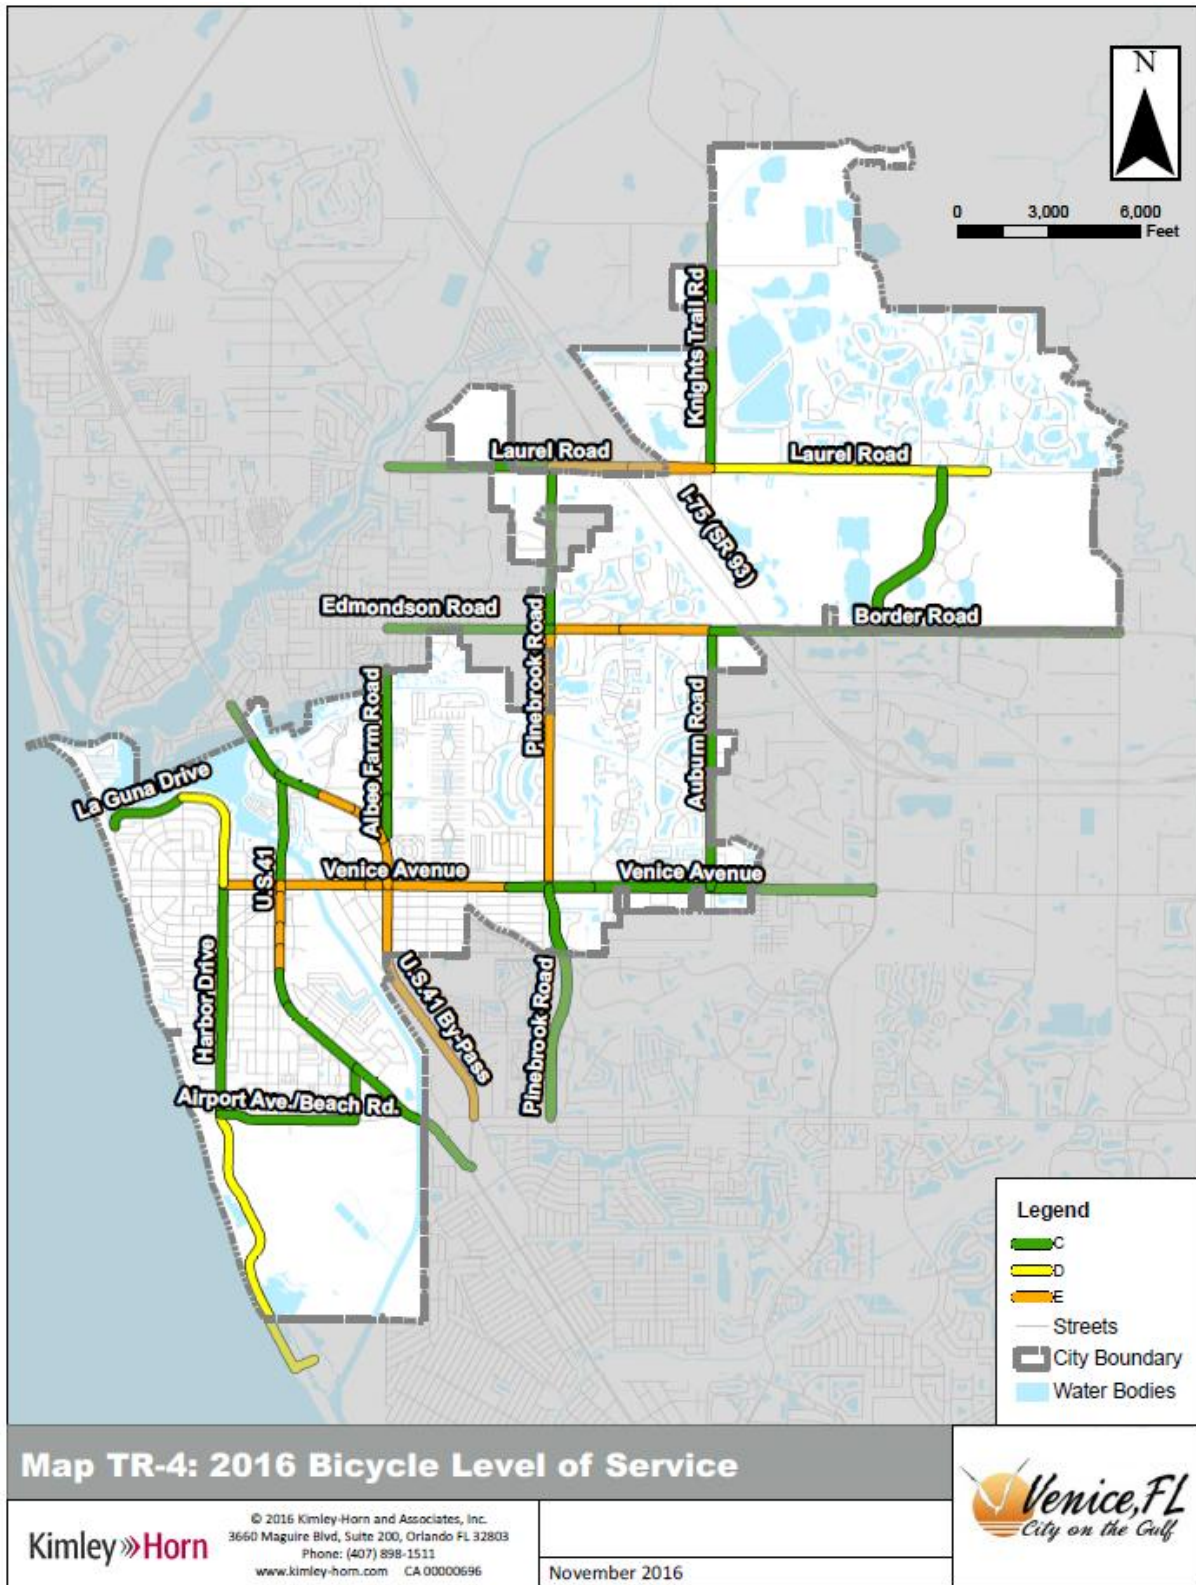 N
0 3,000 6,000
Feet
Knights Trail Rd
Laurel Road
Laurel Road
I-75 (SR 93)
Edmondson Road
Border Road
Pinebrook Road
Albee Farm Road
Auburn Road
La Guna Drive
U.S.41
Venice Avenue
Venice Avenue
Harbor Drive
U.S.41 By-Pass
Pinebrook Road
Airport Ave./Beach Rd.
Legend
C
D
E
Streets
City Boundary
Water Bodies
Map TR-4: 2016 Bicycle Level of Service
Kimley»Horn
© 2016 Kimley-Horn and Associates, Inc.
3660 Maguire Blvd, Suite 200, Orlando FL 32803
Phone: (407) 898-1511
www.kimley-horn.com CA 00000696
November 2016
Venice, FL
City on the Gulf